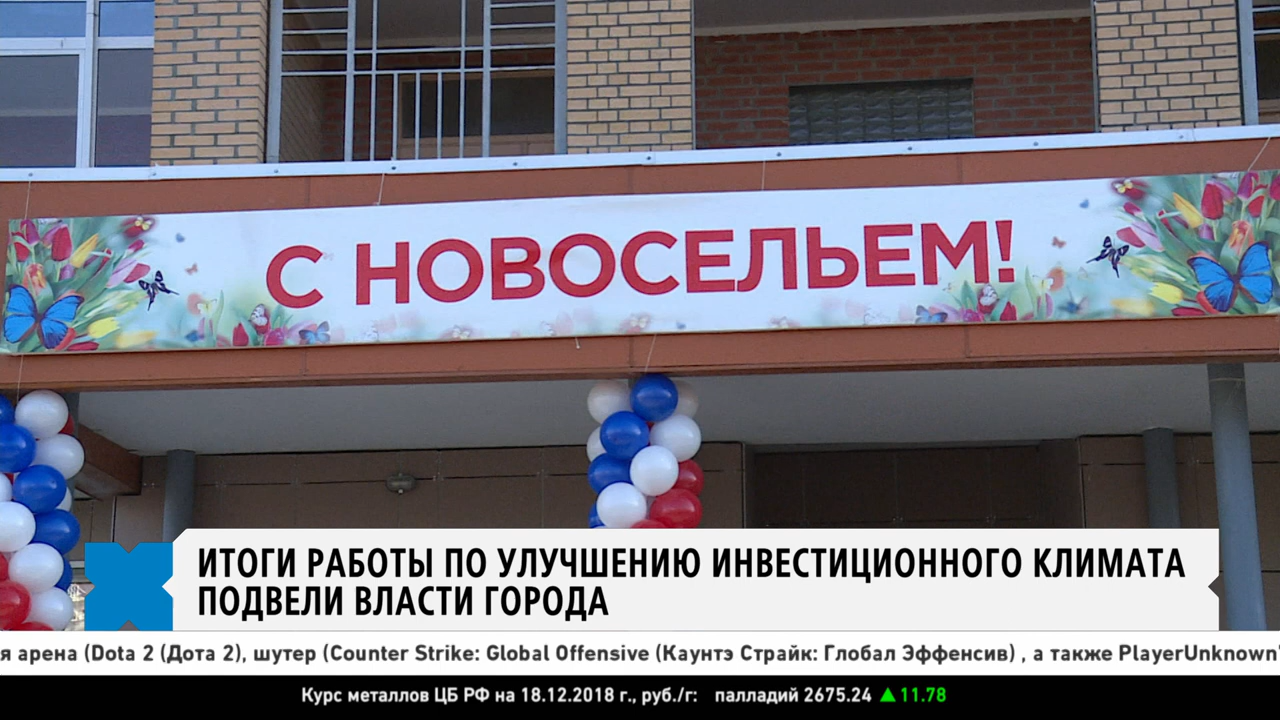 С НОВОСЕЛЬЕМ!
ИТОГИ РАБОТЫ ПО УЛУЧШЕНИЮ ИНВЕСТИЦИОННОГО КЛИМАТА
ПОДВЕЛИ ВЛАСТИ ГОРОДА
я арена (Dota 2 (Дота 2), шутер (Counter Strike: Global Offensive (Каунтэ Страйк: Глобал Эффенсив) , а также PlayerUnknown'
Курс металлов ЦБ РФ на 18.12.2018 г., руб./г: палладий 2675.24 ▲11.78